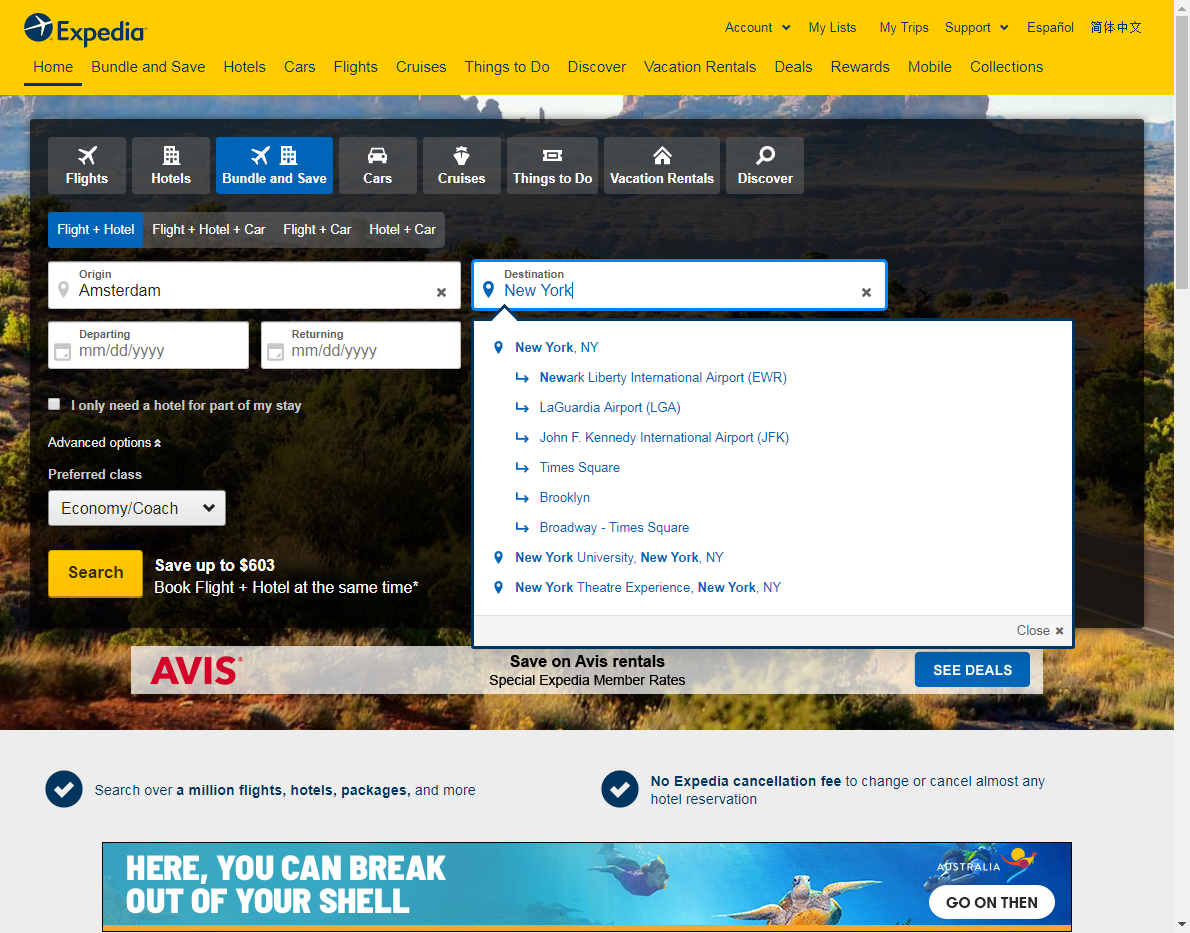 Expedia
Account
My Lists
My Trips
Support
Español
简体中文
Home
Bundle and Save
Hotels
Cars
Flights
Cruises
Things to Do
Discover
Vacation Rentals
Deals
Rewards
Mobile
Collections
Flights
Hotels
Bundle and Save
Cars
Cruises
Things to Do
Vacation Rentals
Discover
Flight + Hotel
Flight + Hotel + Car
Flight + Car
Hotel + Car
Origin
Amsterdam
Destination
New York
Departing
mm/dd/yyyy
Returning
mm/dd/yyyy
I only need a hotel for part of my stay
Advanced options
Preferred class
Economy/Coach
Search
Save up to $603
Book Flight + Hotel at the same time*
New York, NY
Newark Liberty International Airport (EWR)
LaGuardia Airport (LGA)
John F. Kennedy International Airport (JFK)
Times Square
Brooklyn
Broadway - Times Square
New York University, New York, NY
New York Theatre Experience, New York, NY
Close
AVIS
Save on Avis rentals
Special Expedia Member Rates
SEE DEALS
Search over a million flights, hotels, packages, and more
No Expedia cancellation fee to change or cancel almost any
hotel reservation
HERE, YOU CAN BREAK
OUT OF YOUR SHELL
AUSTRALIA
GO ON THEN